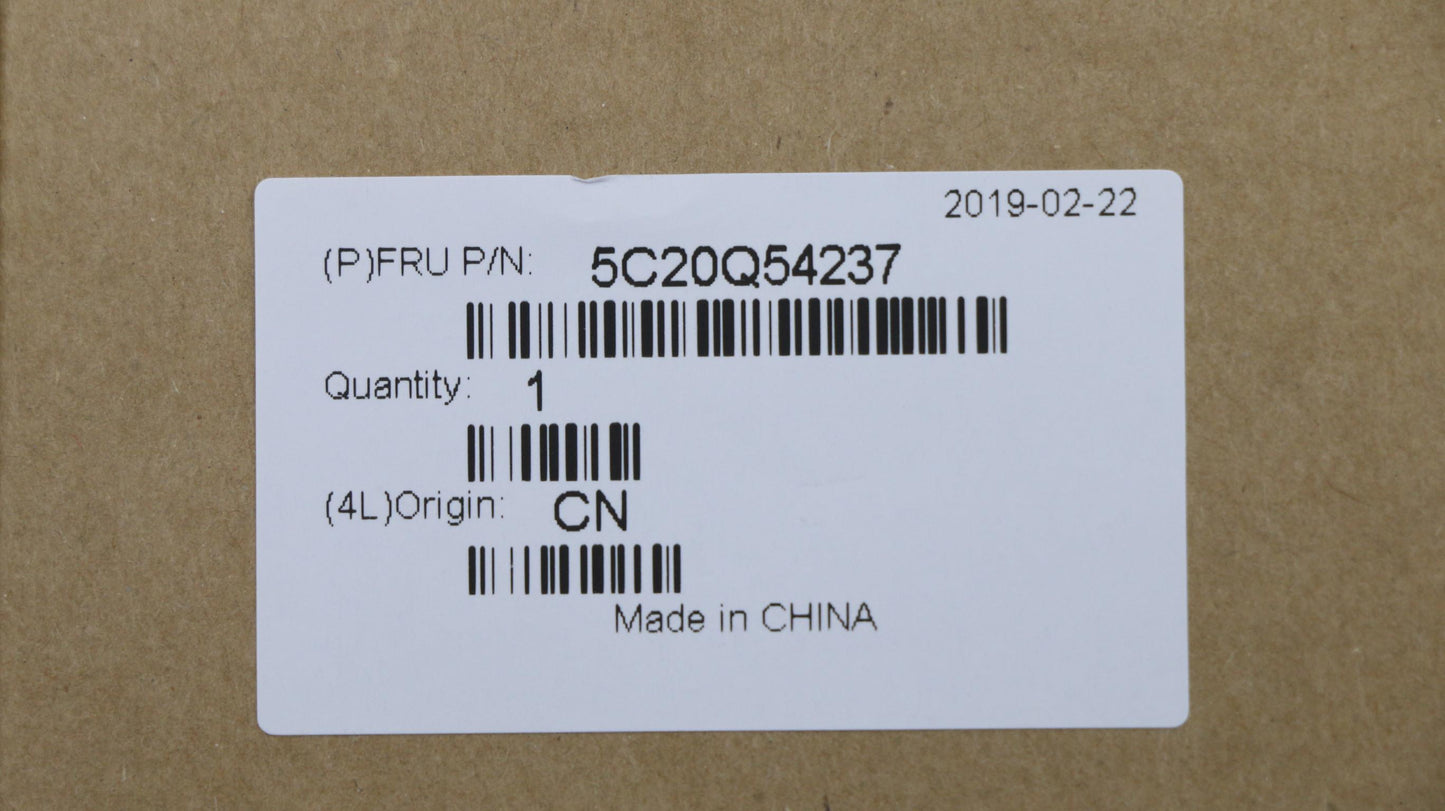 2019-02-22
(P)FRU P/N: 5C20Q54237
Quantity: 1
(4L)Origin: CN
Made in CHINA